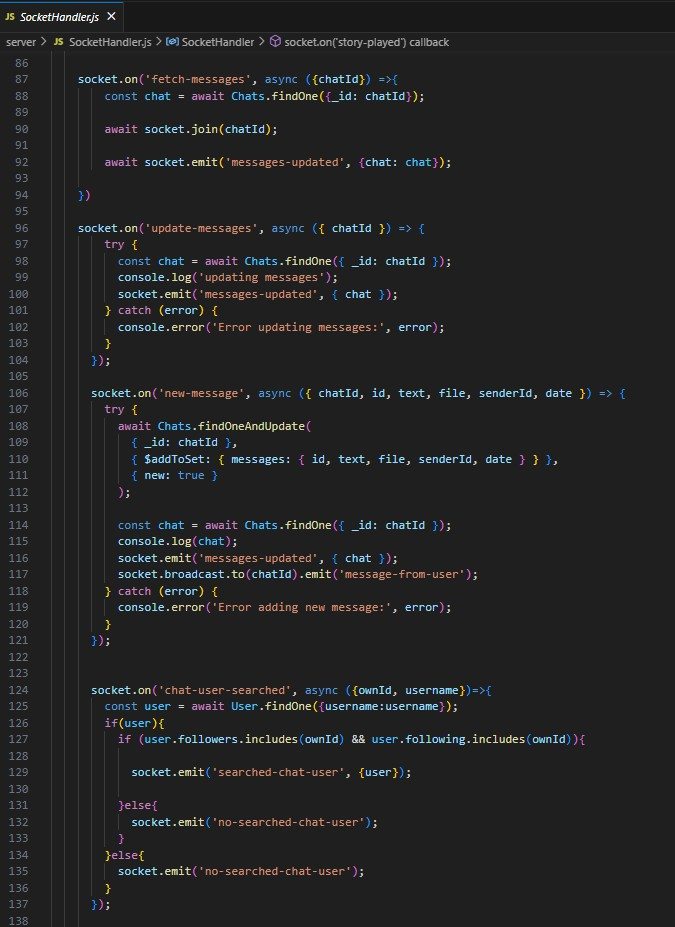 JS SocketHandler.js ×
server > JS SocketHandler.js > SocketHandler > socket.on('story-played') callback
86
87 socket.on('fetch-messages', async ({chatId}) =>{
88 const chat = await Chats.findOne({_id: chatId});
89
90 await socket.join(chatId);
91
92 await socket.emit('messages-updated', {chat: chat});
93
94 })
95
96 socket.on('update-messages', async ({ chatId }) => {
97 try {
98 const chat = await Chats.findOne({ _id: chatId });
99 console.log('updating messages');
100 socket.emit('messages-updated', { chat });
101 } catch (error) {
102 console.error('Error updating messages:', error);
103 }
104 });
105
106 socket.on('new-message', async ({ chatId, id, text, file, senderId, date }) => {
107 try {
108 await Chats.findOneAndUpdate(
109 { _id: chatId },
110 { $addToSet: { messages: { id, text, file, senderId, date } } },
111 { new: true }
112 );
113
114 const chat = await Chats.findOne({ _id: chatId });
115 console.log(chat);
116 socket.emit('messages-updated', { chat });
117 socket.broadcast.to(chatId).emit('message-from-user');
118 } catch (error) {
119 console.error('Error adding new message:', error);
120 }
121 });
122
123
124 socket.on('chat-user-searched', async ({ownId, username})=>{
125 const user = await User.findOne({username:username});
126 if(user){
127 if (user.followers.includes(ownId) && user.following.includes(ownId)){
128
129 socket.emit('searched-chat-user', {user});
130
131 }else{
132 socket.emit('no-searched-chat-user');
133 }
134 }else{
135 socket.emit('no-searched-chat-user');
136 }
137 });
138